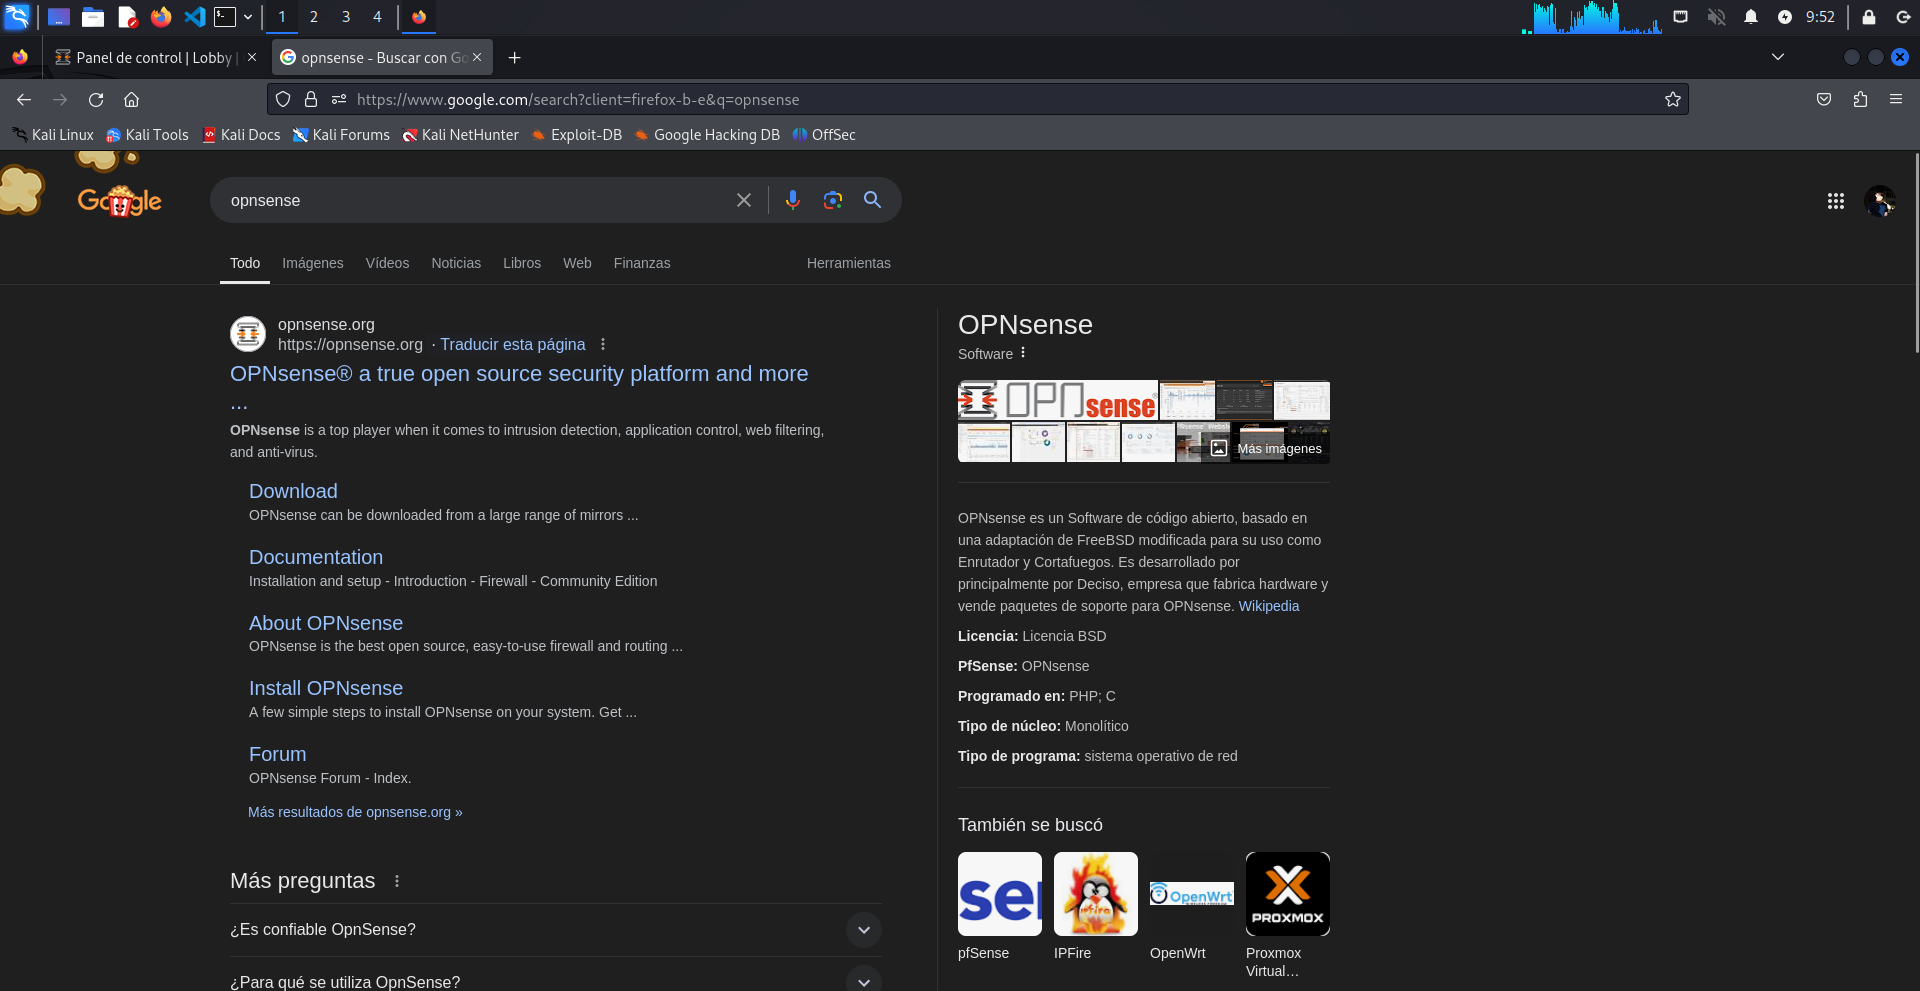 1 2 3 4
9:52
Panel de control | Lobby |
opnsense - Buscar con Go
https://www.google.com/search?client=firefox-b-e&q=opnsense
Kali Linux Kali Tools Kali Docs Kali Forums Kali NetHunter Exploit-DB Google Hacking DB OffSec
Google
opnsense
Todo Imágenes Vídeos Noticias Libros Web Finanzas Herramientas
opnsense.org
https://opnsense.org · Traducir esta página
OPNsense® a true open source security platform and more
...
OPNsense is a top player when it comes to intrusion detection, application control, web filtering,
and anti-virus.
Download
OPNsense can be downloaded from a large range of mirrors ...
Documentation
Installation and setup - Introduction - Firewall - Community Edition
About OPNsense
OPNsense is the best open source, easy-to-use firewall and routing ...
Install OPNsense
A few simple steps to install OPNsense on your system. Get ...
Forum
OPNsense Forum - Index.
Más resultados de opnsense.org »
Más preguntas
¿Es confiable OpnSense?
¿Para qué se utiliza OpnSense?
OPNsense
Software
OPNsense®
Más imágenes
OPNsense es un Software de código abierto, basado en
una adaptación de FreeBSD modificada para su uso como
Enrutador y Cortafuegos. Es desarrollado por
principalmente por Deciso, empresa que fabrica hardware y
vende paquetes de soporte para OPNsense. Wikipedia
Licencia: Licencia BSD
PfSense: OPNsense
Programado en: PHP; C
Tipo de núcleo: Monolítico
Tipo de programa: sistema operativo de red
También se buscó
se
IPFire
OpenWrt
PROXMOX
pfSense
IPFire
OpenWrt
Proxmox
Virtual...